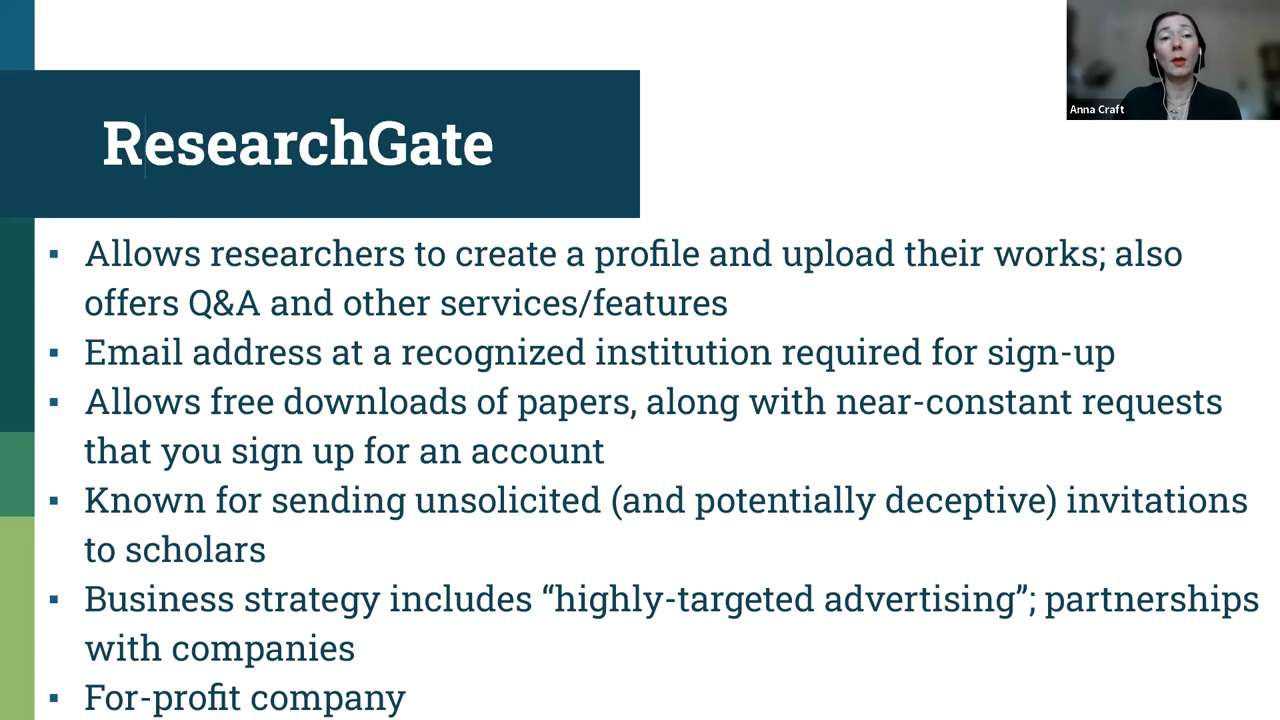 ResearchGate
Anna Craft
▪ Allows researchers to create a profile and upload their works; also
offers Q&A and other services/features
▪ Email address at a recognized institution required for sign-up
▪ Allows free downloads of papers, along with near-constant requests
that you sign up for an account
▪ Known for sending unsolicited (and potentially deceptive) invitations
to scholars
▪ Business strategy includes “highly-targeted advertising”; partnerships
with companies
▪ For-profit company